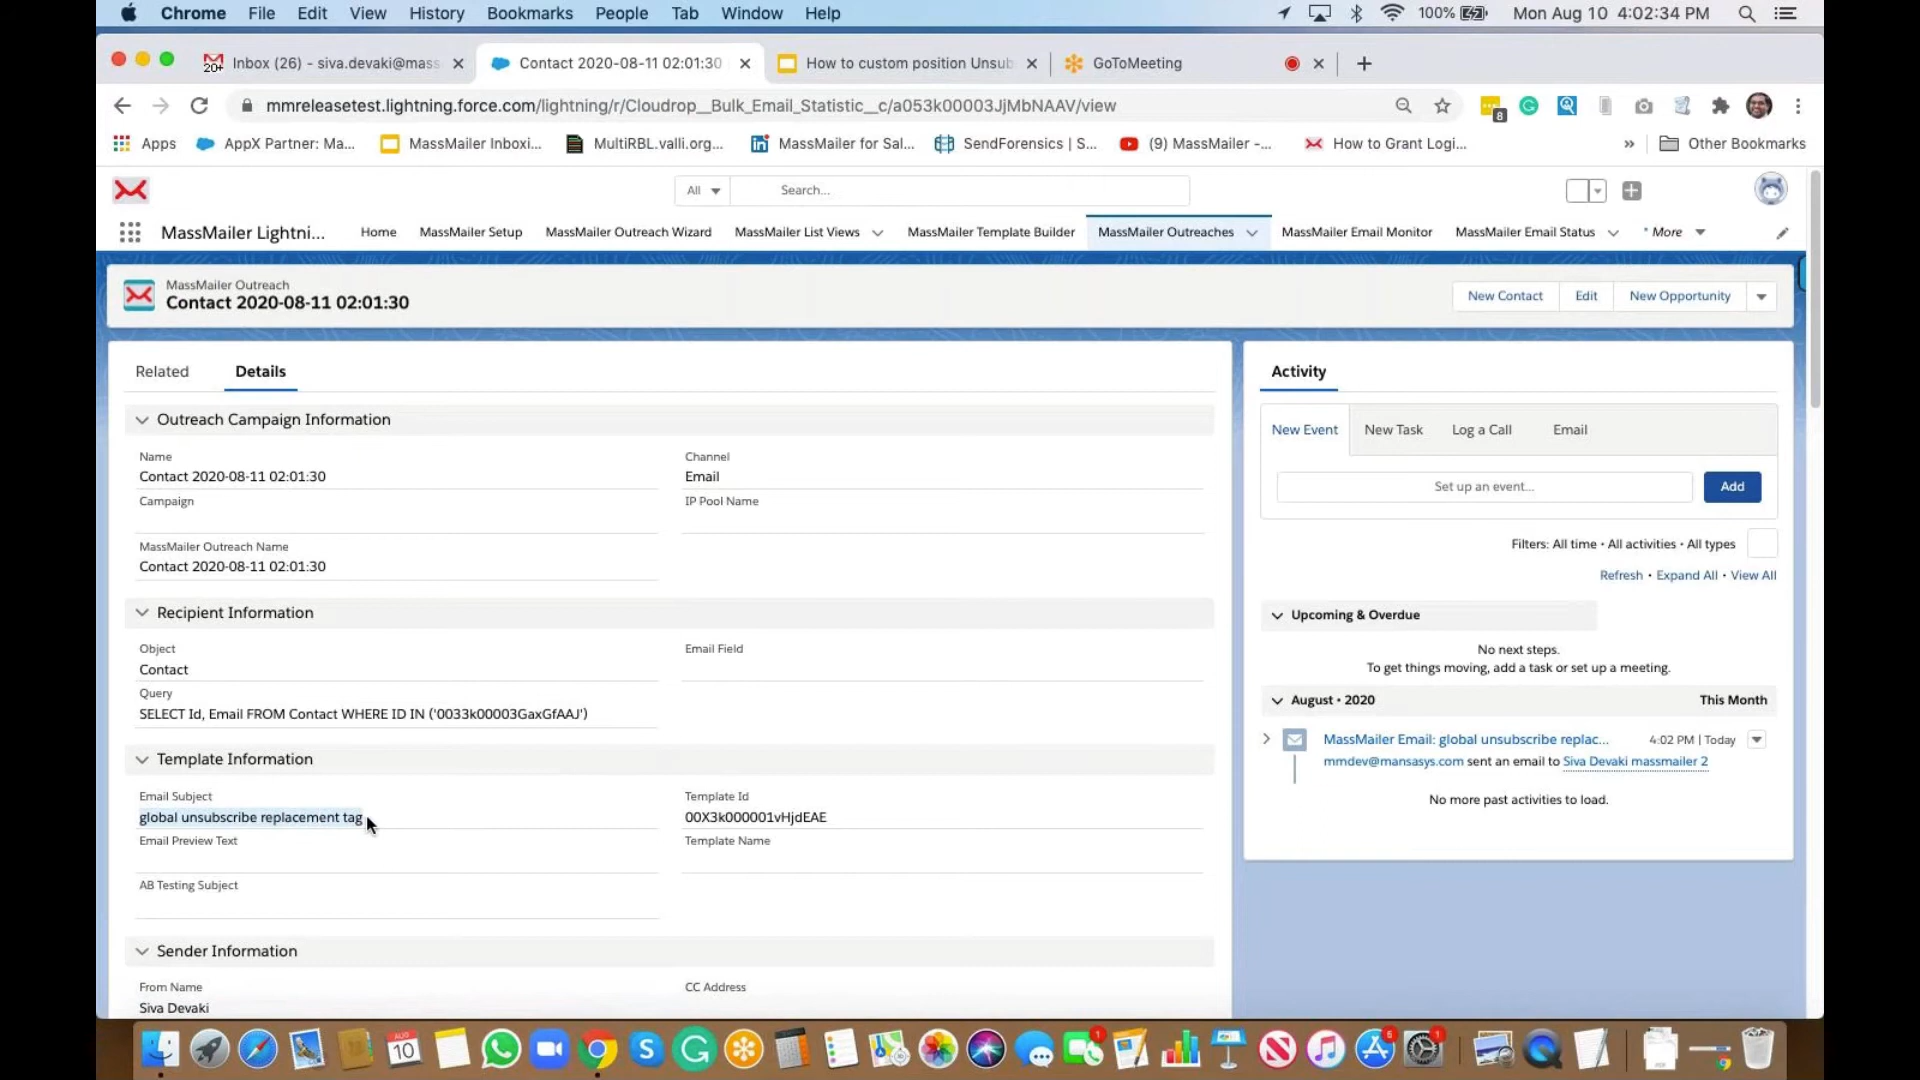 Chrome File Edit View History Bookmarks People Tab Window Help 100% Mon Aug 10 4:02:34 PM
20+ Inbox (26) - siva.devaki@mass Contact 2020-08-11 02:01:30 How to custom position Unsub GoToMeeting
mmreleasetest.lightning.force.com/lightning/r/Cloudrop__Bulk_Email_Statistic__c/a053k00003JjMbNAAV/view 8
Apps AppX Partner: Ma... MassMailer Inboxi... MultiRBL.valli.org... MassMailer for Sal... SendForensics | S... (9) MassMailer -... How to Grant Logi... » Other Bookmarks
All Search...
MassMailer Lightni... Home MassMailer Setup MassMailer Outreach Wizard MassMailer List Views MassMailer Template Builder MassMailer Outreaches MassMailer Email Monitor MassMailer Email Status * More
MassMailer Outreach
Contact 2020-08-11 02:01:30
New Contact Edit New Opportunity
Related Details
Outreach Campaign Information
Name
Contact 2020-08-11 02:01:30
Channel
Email
Campaign
IP Pool Name
MassMailer Outreach Name
Contact 2020-08-11 02:01:30
Recipient Information
Object
Contact
Email Field
Query
SELECT Id, Email FROM Contact WHERE ID IN ('0033k00003GaxGfAAJ')
Template Information
Email Subject
global unsubscribe replacement tag
Template Id
00X3k000001vHjdEAE
Email Preview Text
Template Name
AB Testing Subject
Sender Information
From Name
Siva Devaki
CC Address
Activity
New Event New Task Log a Call Email
Set up an event... Add
Filters: All time • All activities • All types
Refresh • Expand All • View All
Upcoming & Overdue
No next steps.
To get things moving, add a task or set up a meeting.
August • 2020 This Month
MassMailer Email: global unsubscribe replac... 4:02 PM | Today
mmdev@mansasys.com sent an email to Siva Devaki massmailer 2
No more past activities to load.
AUG
10
1
6
1